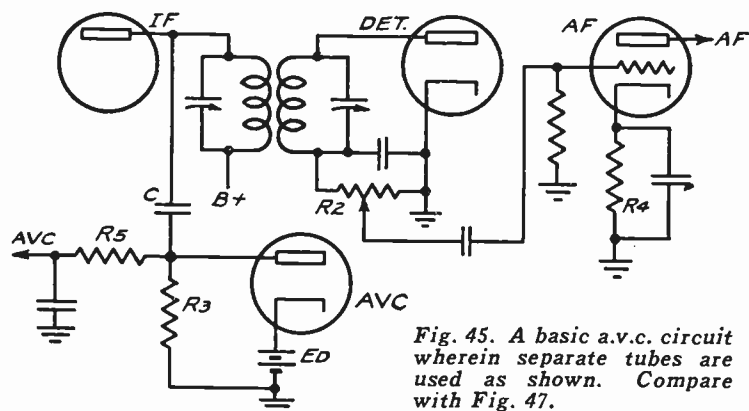 IF
DET.
AF
AF
B+
R2
R4
C
AVC
R5
R3
AVC
ED
Fig. 45. A basic a.v.c. circuit
wherein separate tubes are
used as shown. Compare
with Fig. 47.